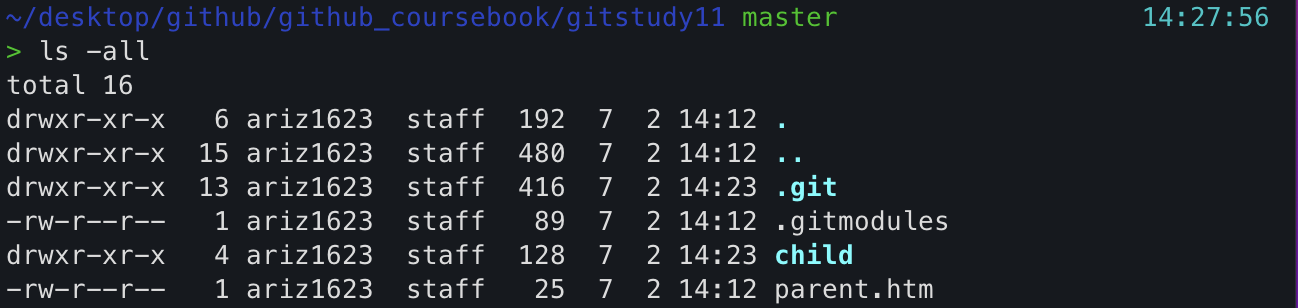 ~/desktop/github/github_coursebook/gitstudy11 master 14:27:56
> ls -all
total 16
drwxr-xr-x   6 ariz1623  staff  192  7  2 14:12 .
drwxr-xr-x  15 ariz1623  staff  480  7  2 14:12 ..
drwxr-xr-x  13 ariz1623  staff  416  7  2 14:23 .git
-rw-r--r--   1 ariz1623  staff   89  7  2 14:12 .gitmodules
drwxr-xr-x   4 ariz1623  staff  128  7  2 14:23 child
-rw-r--r--   1 ariz1623  staff   25  7  2 14:12 parent.htm